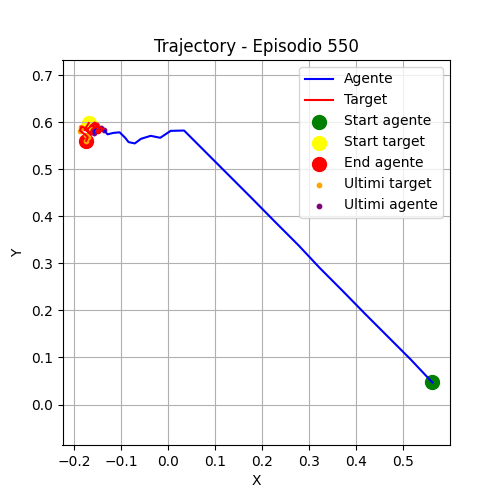 Trajectory - Episodio 550
Agente
Target
Start agente
Start target
End agente
Ultimi target
Ultimi agente
Y
0.7
0.6
0.5
0.4
0.3
0.2
0.1
0.0
−0.2 −0.1 0.0 0.1 0.2 0.3 0.4 0.5
X